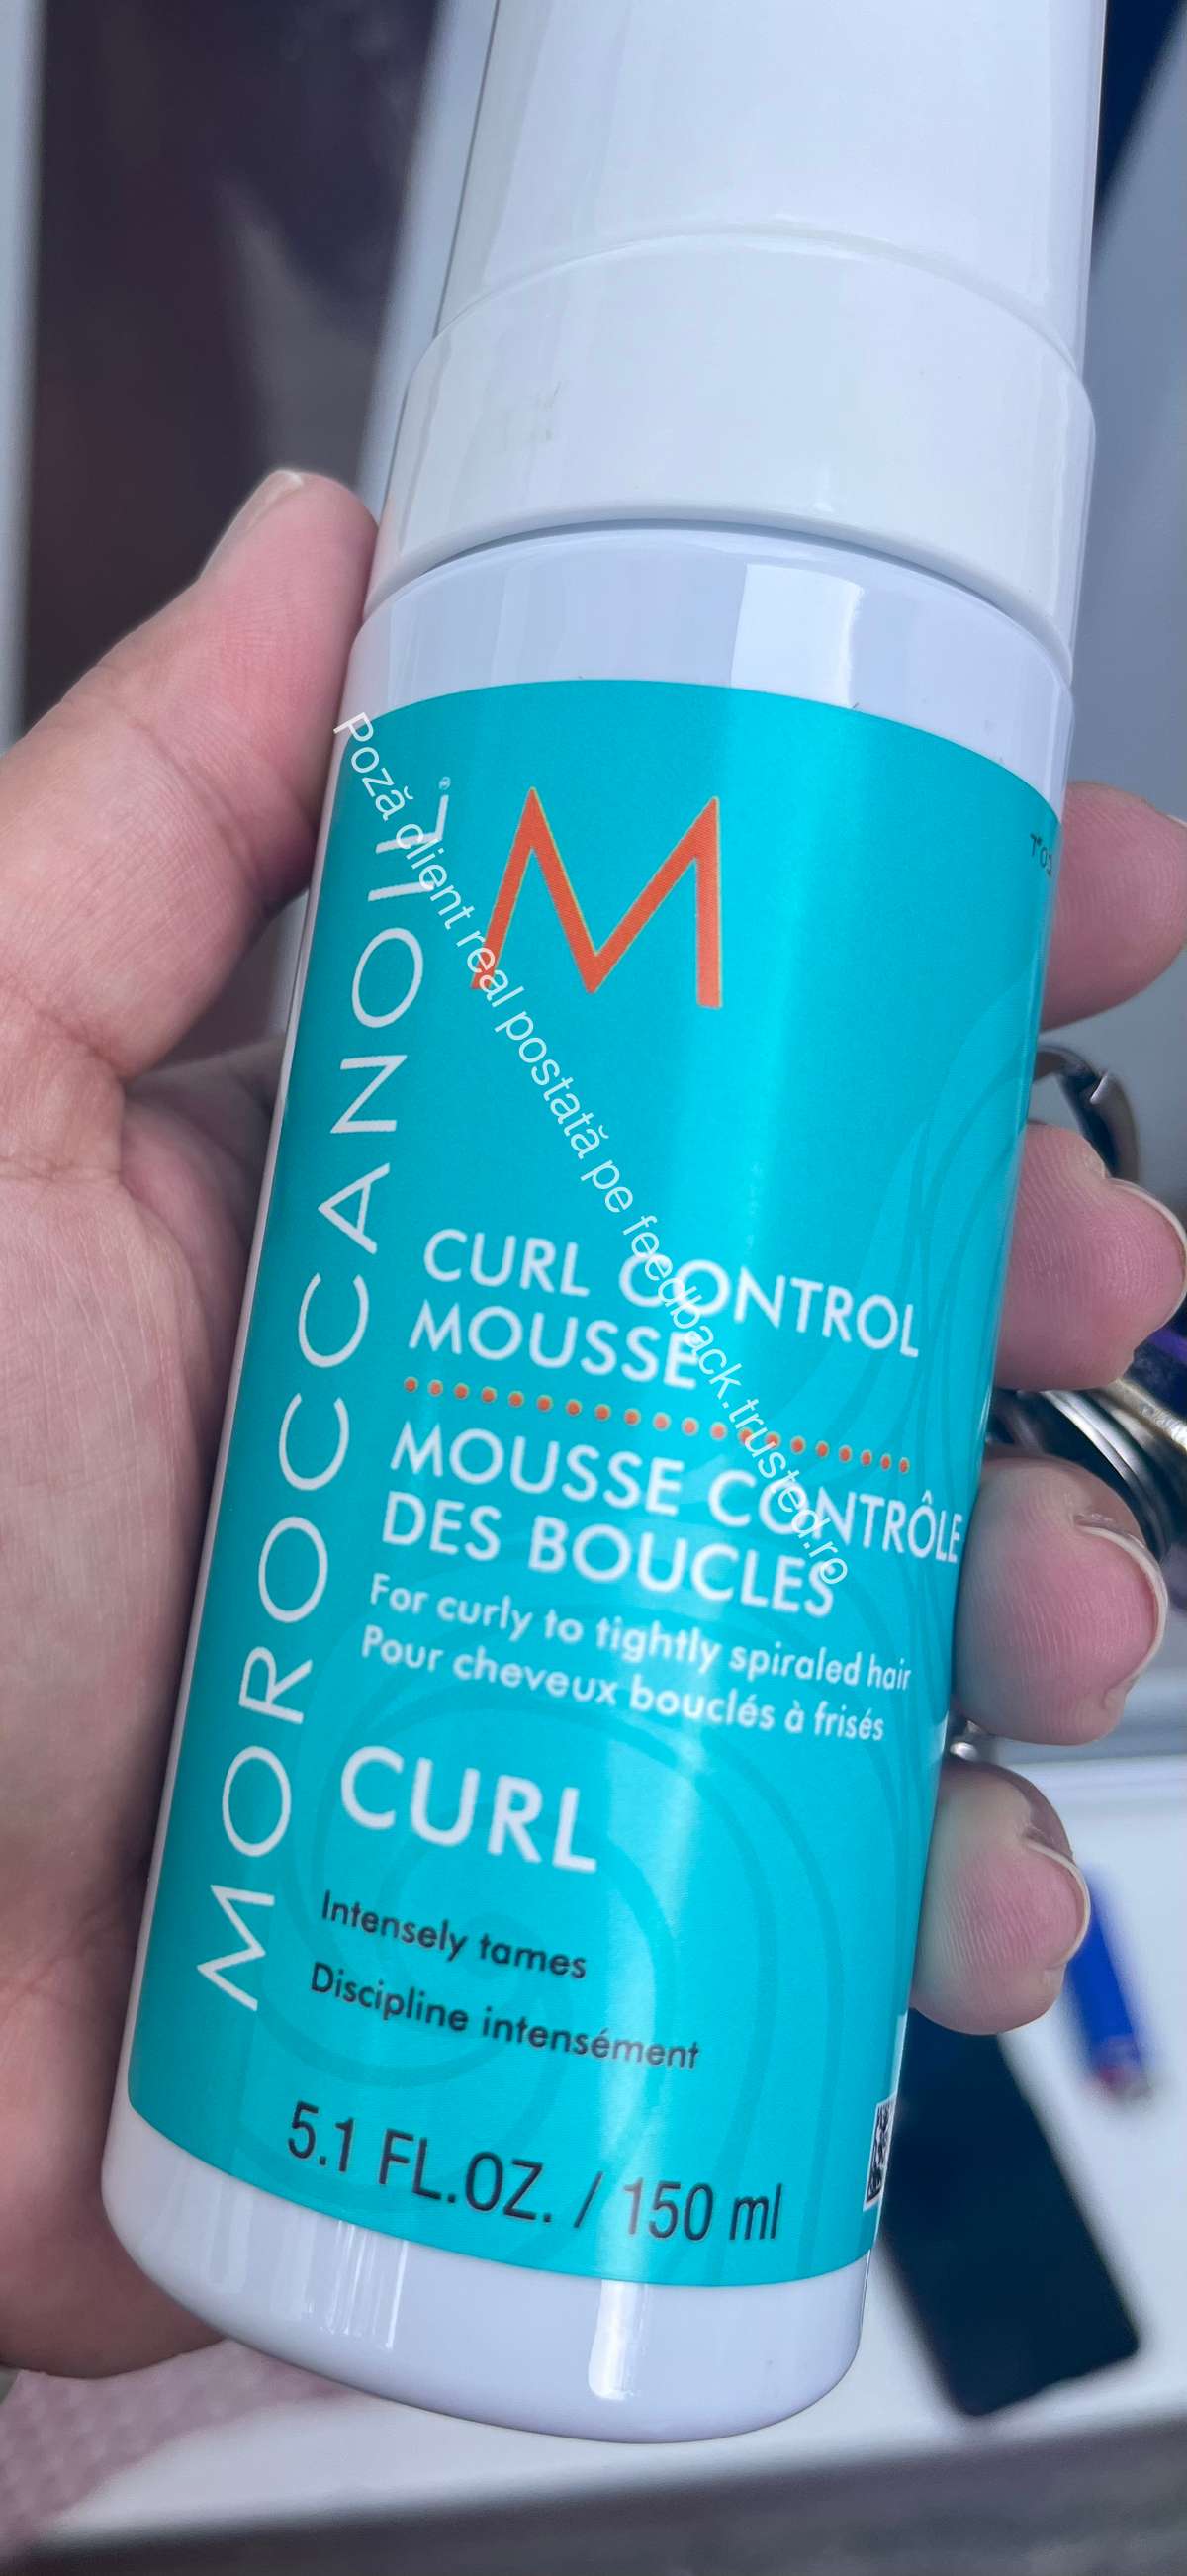 MOROCCANOIL®
M
CURL CONTROL
MOUSSE
MOUSSE CONTRÔLE
DES BOUCLES
For curly to tightly spiraled hair
Pour cheveux bouclés à frisés
CURL
Intensely tames
Discipline intensément
5.1 FL.OZ. / 150 ml
Poză client real postată pe feedback.trusted.ro